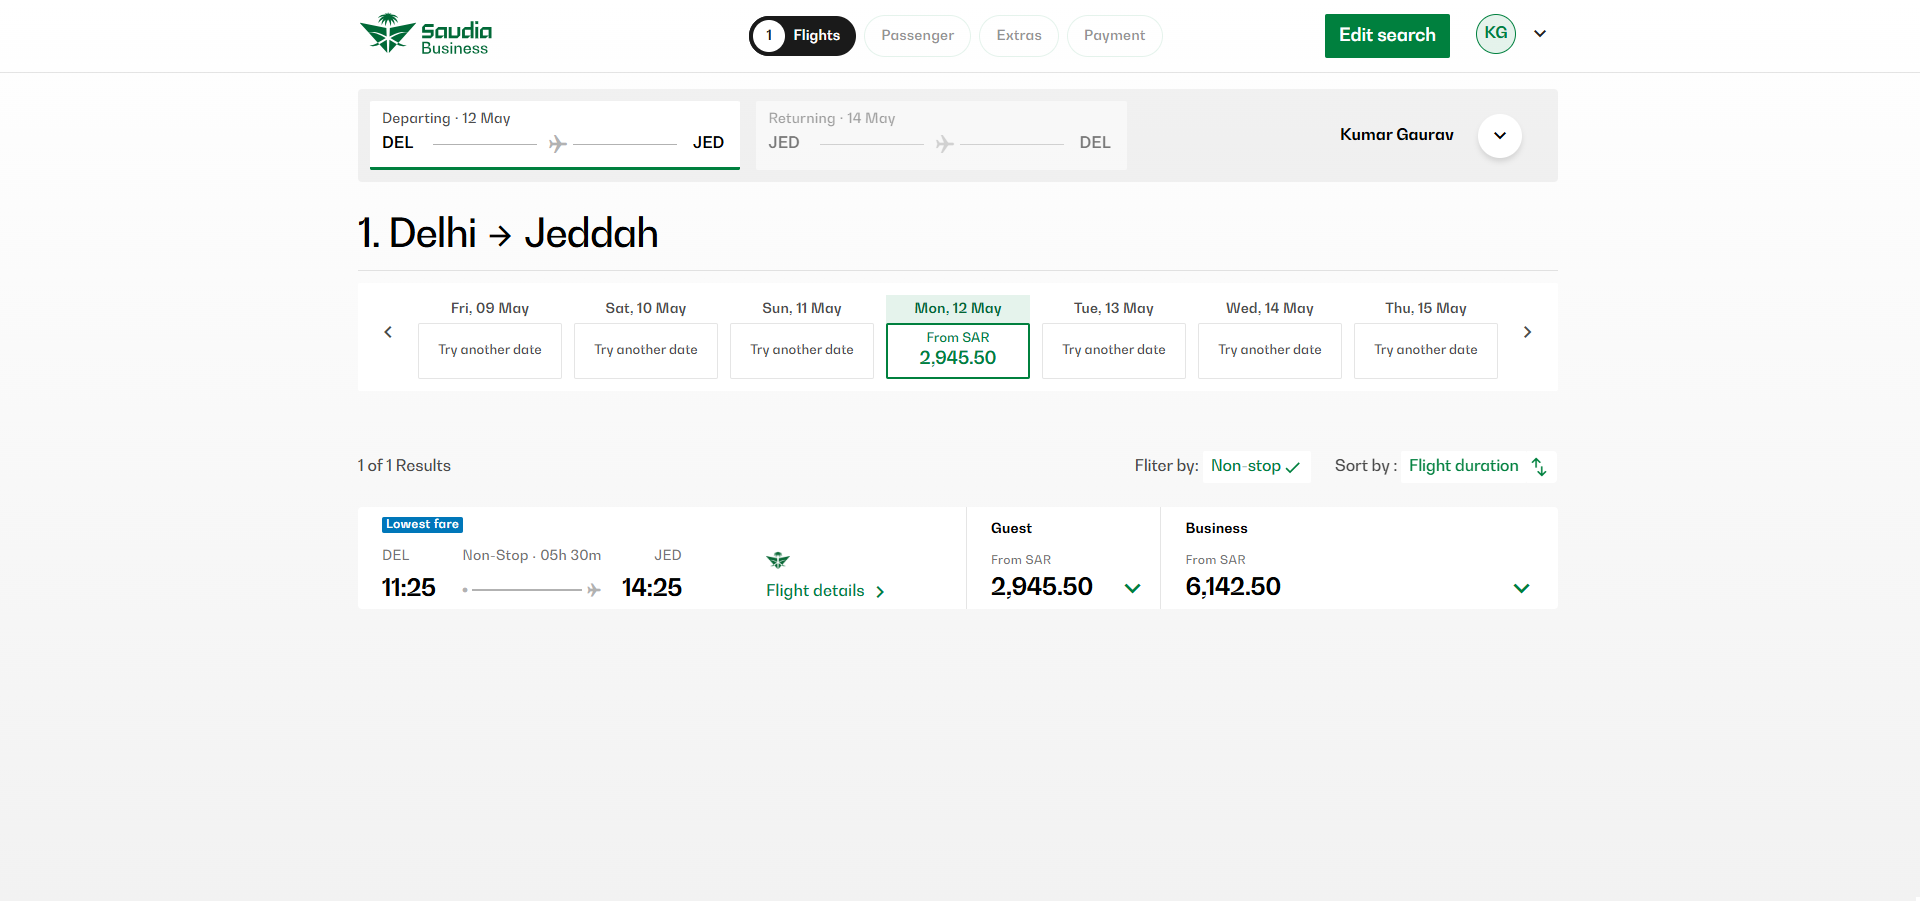 Saudia
Business
1 Flights
Passenger
Extras
Payment
Edit search
KG
Departing · 12 May
DEL JED
Returning · 14 May
JED DEL
Kumar Gaurav
1. Delhi → Jeddah
Fri, 09 May
Try another date
Sat, 10 May
Try another date
Sun, 11 May
Try another date
Mon, 12 May
From SAR
2,945.50
Tue, 13 May
Try another date
Wed, 14 May
Try another date
Thu, 15 May
Try another date
1 of 1 Results
Fliter by: Non-stop
Sort by : Flight duration
Lowest fare
DEL Non-Stop · 05h 30m JED
11:25 14:25
Flight details
Guest
From SAR
2,945.50
Business
From SAR
6,142.50